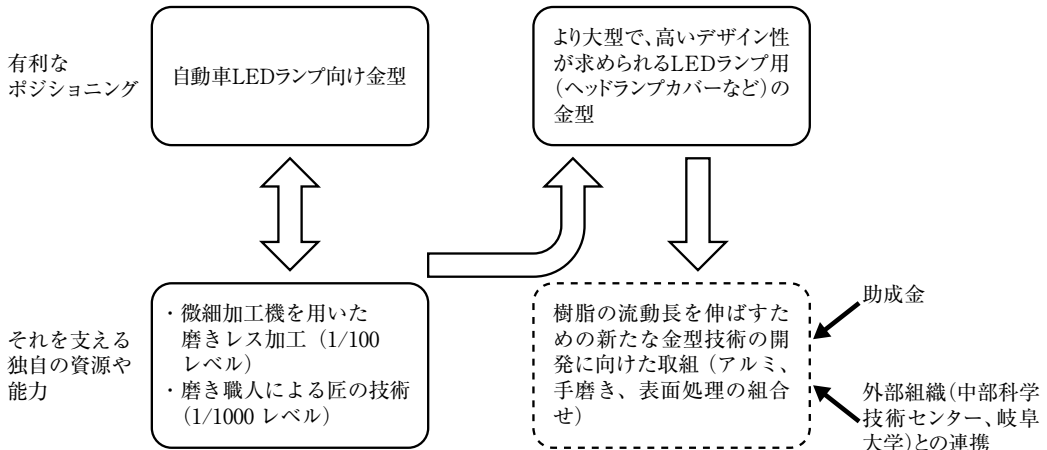 有利な
ポジショニング
自動車LEDランプ向け金型
より大型で、高いデザイン性
が求められるLEDランプ用
(ヘッドランプカバーなど)の
金型
それを支える
独自の資源や
能力
・微細加工機を用いた
磨きレス加工（1/100
レベル）
・磨き職人による匠の技術
（1/1000 レベル）
樹脂の流動長を伸ばすた
めの新たな金型技術の開
発に向けた取組（アルミ、
手磨き、表面処理の組合
せ）
助成金
外部組織(中部科学
技術センター、岐阜
大学)との連携